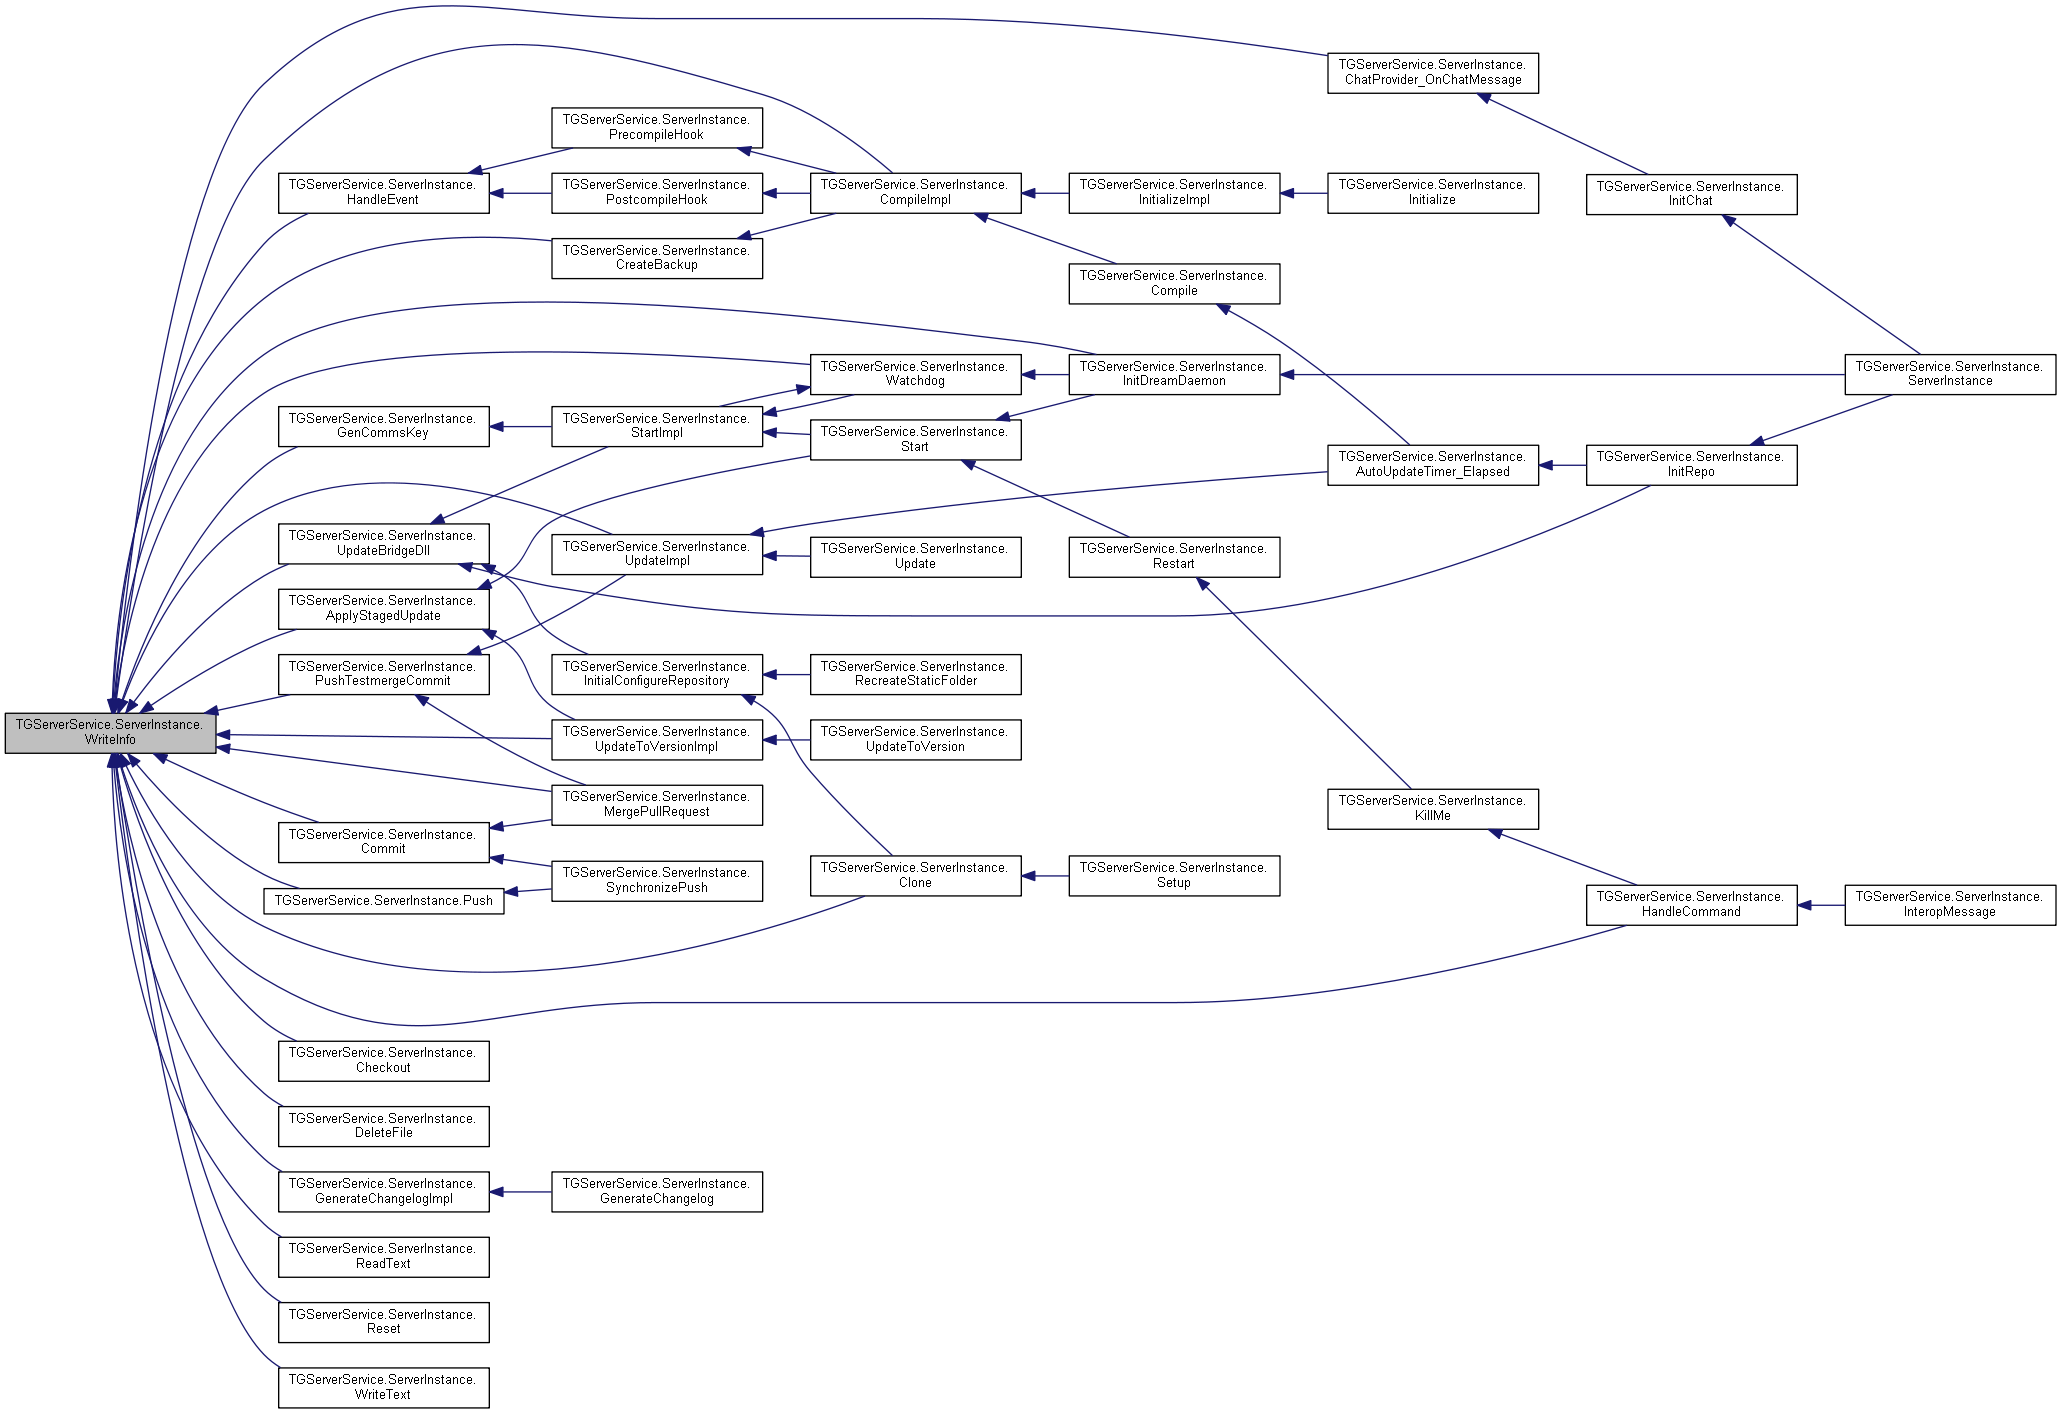 TGServerService.ServerInstance.
ChatProvider_OnChatMessage
TGServerService.ServerInstance.
PrecompileHook
TGServerService.ServerInstance.
HandleEvent
TGServerService.ServerInstance.
PostcompileHook
TGServerService.ServerInstance.
CompileImpl
TGServerService.ServerInstance.
InitializeImpl
TGServerService.ServerInstance.
Initialize
TGServerService.ServerInstance.
InitChat
TGServerService.ServerInstance.
CreateBackup
TGServerService.ServerInstance.
Compile
TGServerService.ServerInstance.
Watchdog
TGServerService.ServerInstance.
InitDreamDaemon
TGServerService.ServerInstance.
ServerInstance
TGServerService.ServerInstance.
GenCommsKey
TGServerService.ServerInstance.
StartImpl
TGServerService.ServerInstance.
Start
TGServerService.ServerInstance.
AutoUpdateTimer_Elapsed
TGServerService.ServerInstance.
InitRepo
TGServerService.ServerInstance.
UpdateBridgeDll
TGServerService.ServerInstance.
UpdateImpl
TGServerService.ServerInstance.
Update
TGServerService.ServerInstance.
Restart
TGServerService.ServerInstance.
ApplyStagedUpdate
TGServerService.ServerInstance.
PushTestmergeCommit
TGServerService.ServerInstance.
InitialConfigureRepository
TGServerService.ServerInstance.
RecreateStaticFolder
TGServerService.ServerInstance.
WriteInfo
TGServerService.ServerInstance.
UpdateToVersionImpl
TGServerService.ServerInstance.
UpdateToVersion
TGServerService.ServerInstance.
MergePullRequest
TGServerService.ServerInstance.
KillMe
TGServerService.ServerInstance.
Commit
TGServerService.ServerInstance.
SynchronizePush
TGServerService.ServerInstance.
Clone
TGServerService.ServerInstance.
Setup
TGServerService.ServerInstance.Push
TGServerService.ServerInstance.
HandleCommand
TGServerService.ServerInstance.
InteropMessage
TGServerService.ServerInstance.
Checkout
TGServerService.ServerInstance.
DeleteFile
TGServerService.ServerInstance.
GenerateChangelogImpl
TGServerService.ServerInstance.
GenerateChangelog
TGServerService.ServerInstance.
ReadText
TGServerService.ServerInstance.
Reset
TGServerService.ServerInstance.
WriteText